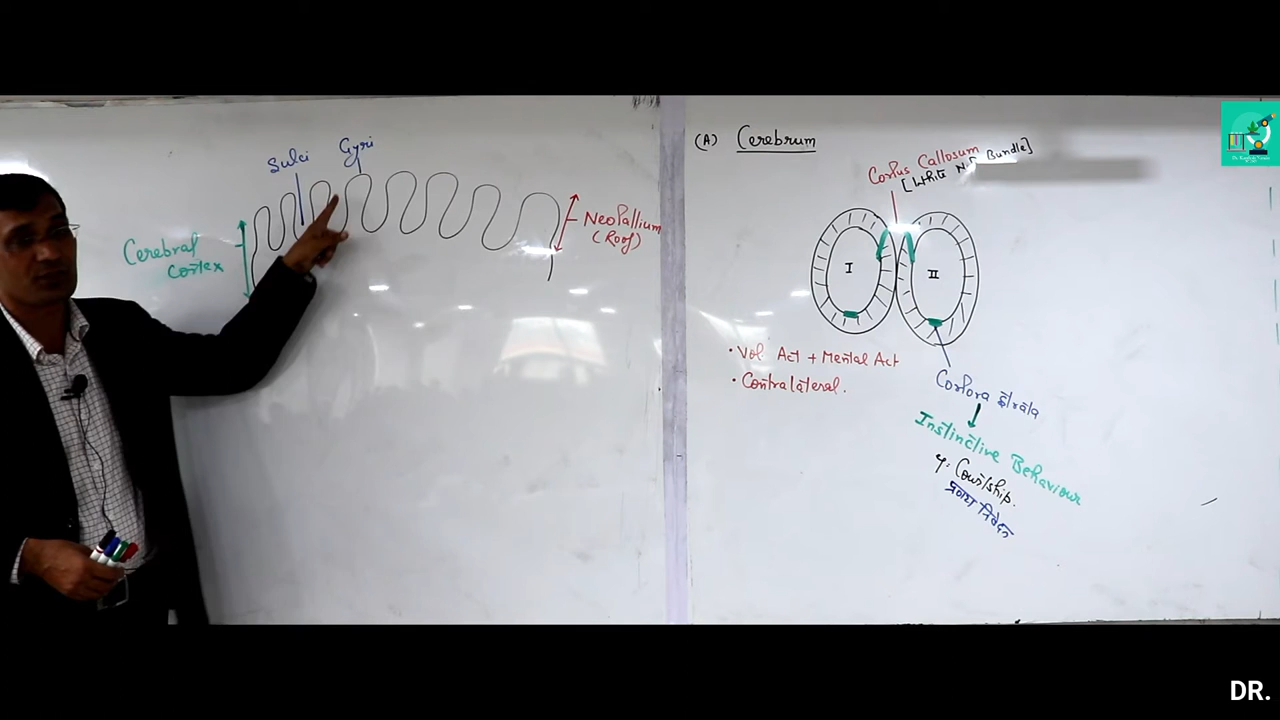 Sulci
Gyri
Cerebral
Cortex
NeoPallium
(Roof)
(A) Cerebrum
Corpus Callosum
[White N.F Bundle]
I
II
• Vol Act + Mental Act
• Contralateral.
Corpora striata
Instinctive Behaviour
Courtship.
प्रणय निवेदन
DR.